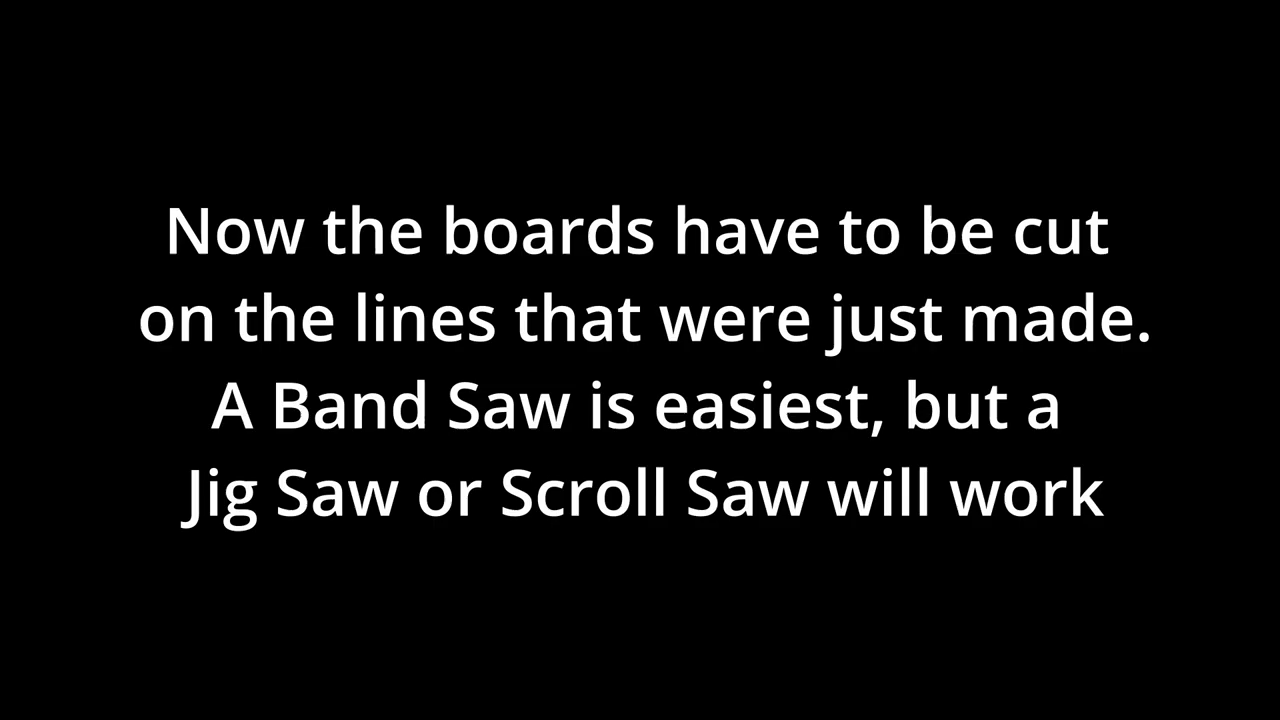 Now the boards have to be cut
on the lines that were just made.
A Band Saw is easiest, but a
Jig Saw or Scroll Saw will work